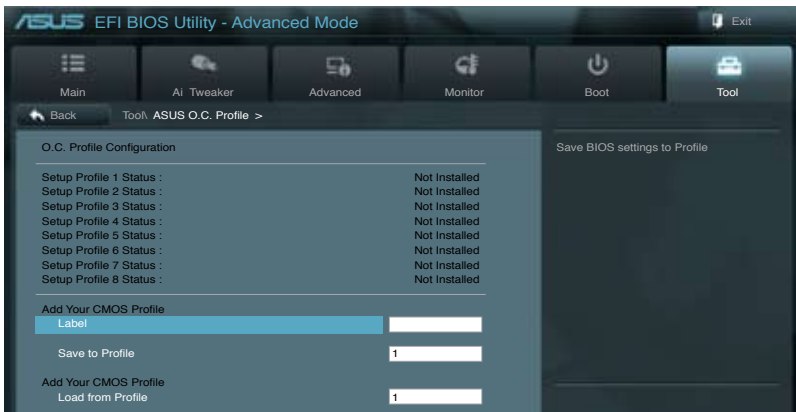 ASUS EFI BIOS Utility - Advanced Mode
Exit
Main Ai Tweaker Advanced Monitor Boot Tool
Back Tool\ ASUS O.C. Profile >
O.C. Profile Configuration
Save BIOS settings to Profile
Setup Profile 1 Status : Not Installed
Setup Profile 2 Status : Not Installed
Setup Profile 3 Status : Not Installed
Setup Profile 4 Status : Not Installed
Setup Profile 5 Status : Not Installed
Setup Profile 6 Status : Not Installed
Setup Profile 7 Status : Not Installed
Setup Profile 8 Status : Not Installed
Add Your CMOS Profile
Label
Save to Profile 1
Add Your CMOS Profile
Load from Profile 1